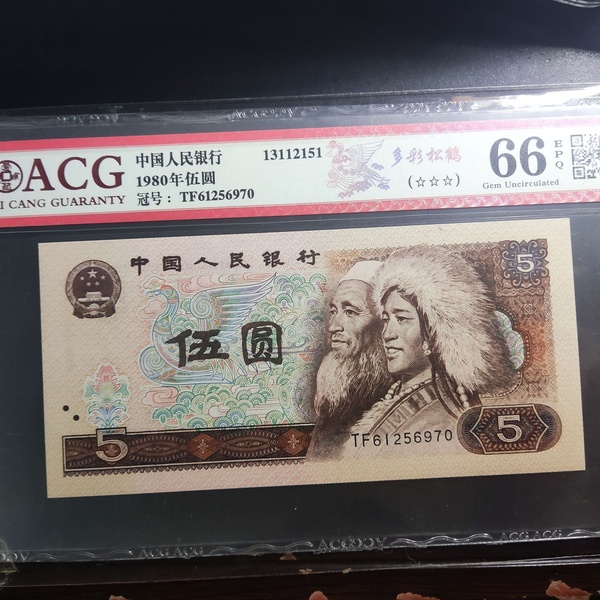 ACG
I CANG GUARANTY
中国人民银行
1980年伍圆
冠号： TF61256970
13112151
多彩松鹤
(☆☆☆)
66
EPQ
Gem Uncirculated
中国人民银行
5
伍圆
5
TF61256970
5
ACG ACG